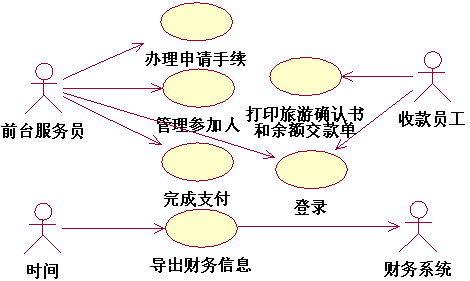 办理申请手续
前台服务员
管理参加人
打印旅游确认书
和余额交款单
收款员工
完成支付
登录
时间
导出财务信息
财务系统